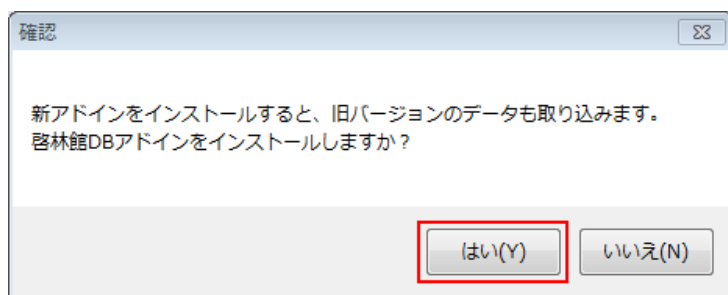 確認
新アドインをインストールすると、旧バージョンのデータも取り込みます。
啓林館DBアドインをインストールしますか？
はい(Y)
いいえ(N)